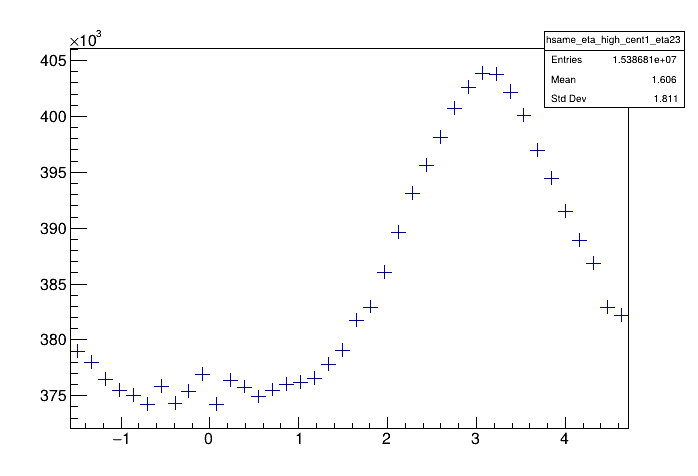 ×10³
hsame_eta_high_cent1_eta23
Entries 1.538681e+07
Mean 1.606
Std Dev 1.811
405
400
395
390
385
380
375
−1 0 1 2 3 4